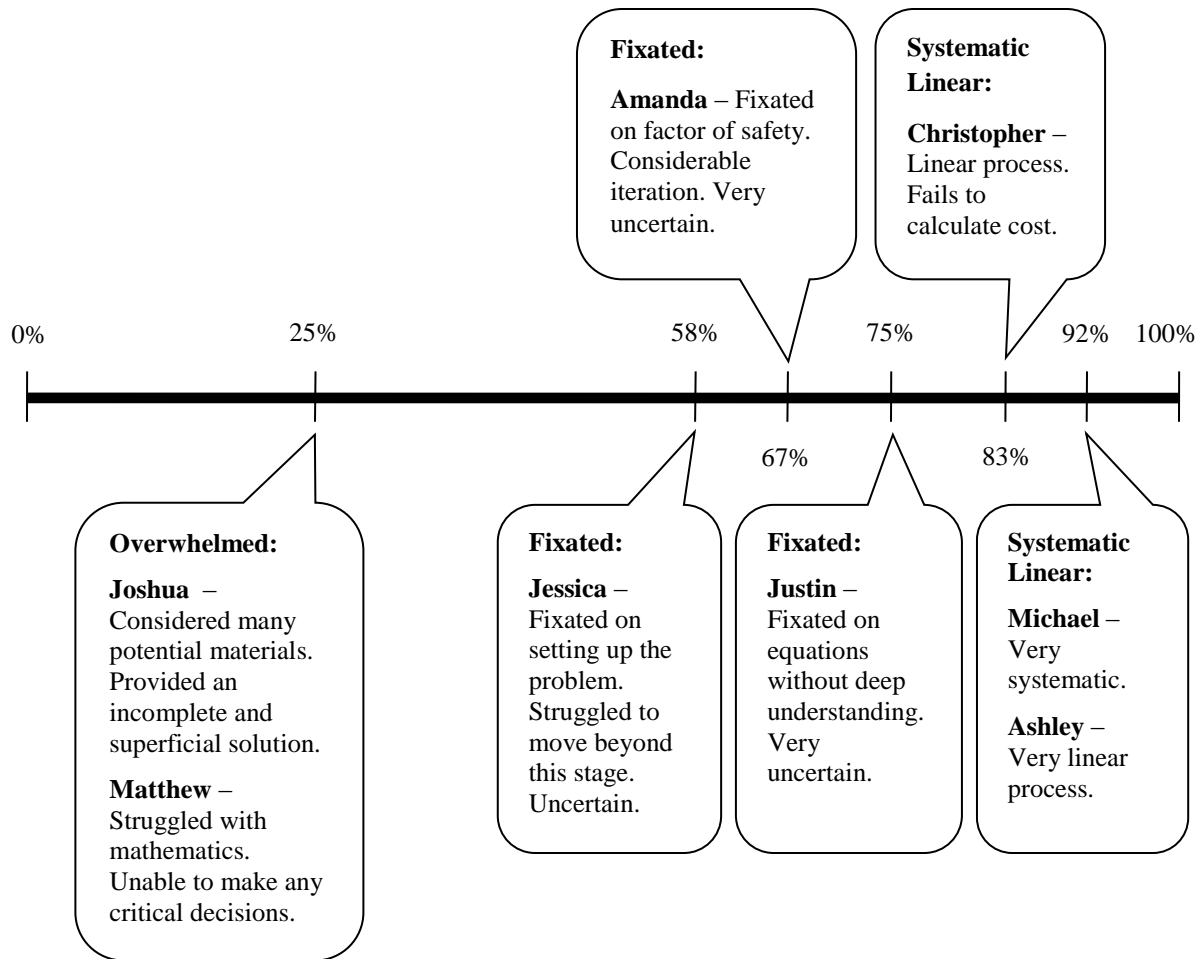 Fixated:
Amanda – Fixated
on factor of safety.
Considerable
iteration. Very
uncertain.
Systematic
Linear:
Christopher –
Linear process.
Fails to
calculate cost.
0%
25%
58%
75%
92%
100%
67%
83%
Overwhelmed:
Joshua –
Considered many
potential materials.
Provided an
incomplete and
superficial solution.
Matthew –
Struggled with
mathematics.
Unable to make any
critical decisions.
Fixated:
Jessica –
Fixated on
setting up the
problem.
Struggled to
move beyond
this stage.
Uncertain.
Fixated:
Justin –
Fixated on
equations
without deep
understanding.
Very
uncertain.
Systematic
Linear:
Michael –
Very
systematic.
Ashley –
Very linear
process.